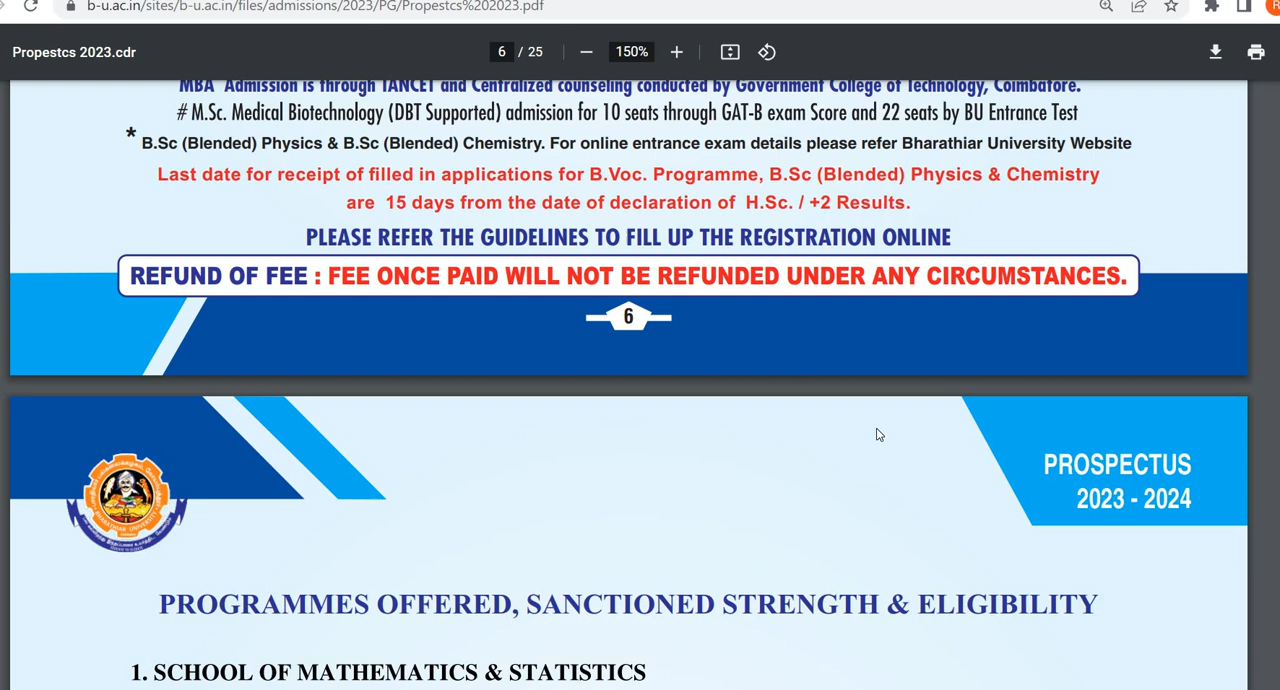 b-u.ac.in/sites/b-u.ac.in/files/admissions/2023/PG/Propestcs%202023.pdf
Propestcs 2023.cdr
6 / 25
150%
MBA Admission is through TANCET and Centralized counseling conducted by Government College of Technology, Coimbatore.
# M.Sc. Medical Biotechnology (DBT Supported) admission for 10 seats through GAT-B exam Score and 22 seats by BU Entrance Test
* B.Sc (Blended) Physics & B.Sc (Blended) Chemistry. For online entrance exam details please refer Bharathiar University Website
Last date for receipt of filled in applications for B.Voc. Programme, B.Sc (Blended) Physics & Chemistry
are 15 days from the date of declaration of H.Sc. / +2 Results.
PLEASE REFER THE GUIDELINES TO FILL UP THE REGISTRATION ONLINE
REFUND OF FEE : FEE ONCE PAID WILL NOT BE REFUNDED UNDER ANY CIRCUMSTANCES.
6
PROSPECTUS
2023 - 2024
PROGRAMMES OFFERED, SANCTIONED STRENGTH & ELIGIBILITY
1. SCHOOL OF MATHEMATICS & STATISTICS